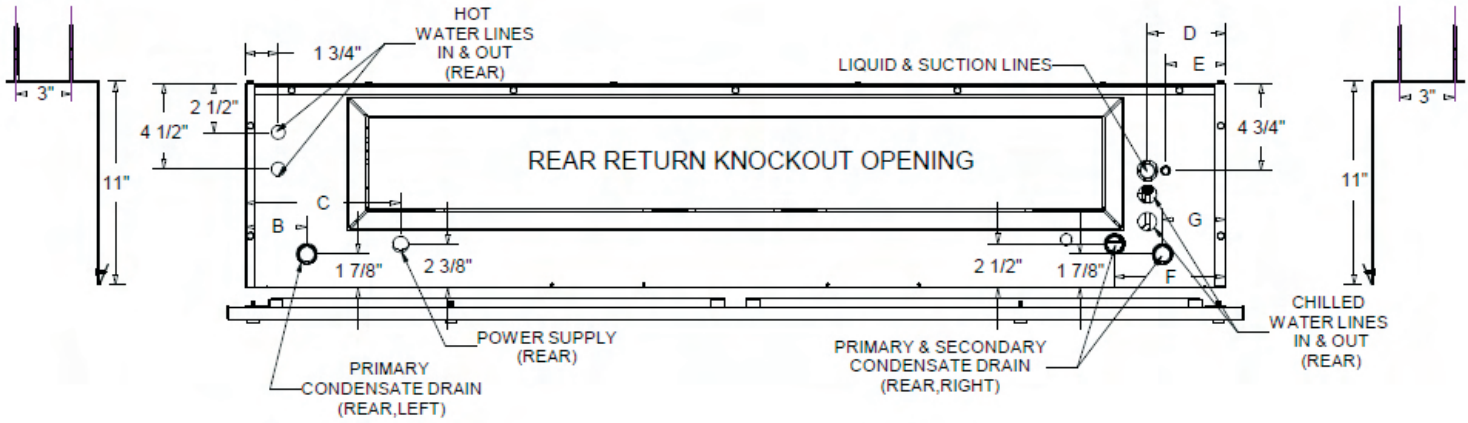 HOT
WATER LINES
IN & OUT
(REAR)
1 3/4"
D
E
LIQUID & SUCTION LINES
3"
3"
2 1/2"
4 1/2"
4 3/4"
REAR RETURN KNOCKOUT OPENING
11"
11"
C
B
G
1 7/8"
2 3/8"
2 1/2"
1 7/8"
F
POWER SUPPLY
(REAR)
PRIMARY
CONDENSATE DRAIN
(REAR,LEFT)
PRIMARY & SECONDARY
CONDENSATE DRAIN
(REAR,RIGHT)
CHILLED
WATER LINES
IN & OUT
(REAR)